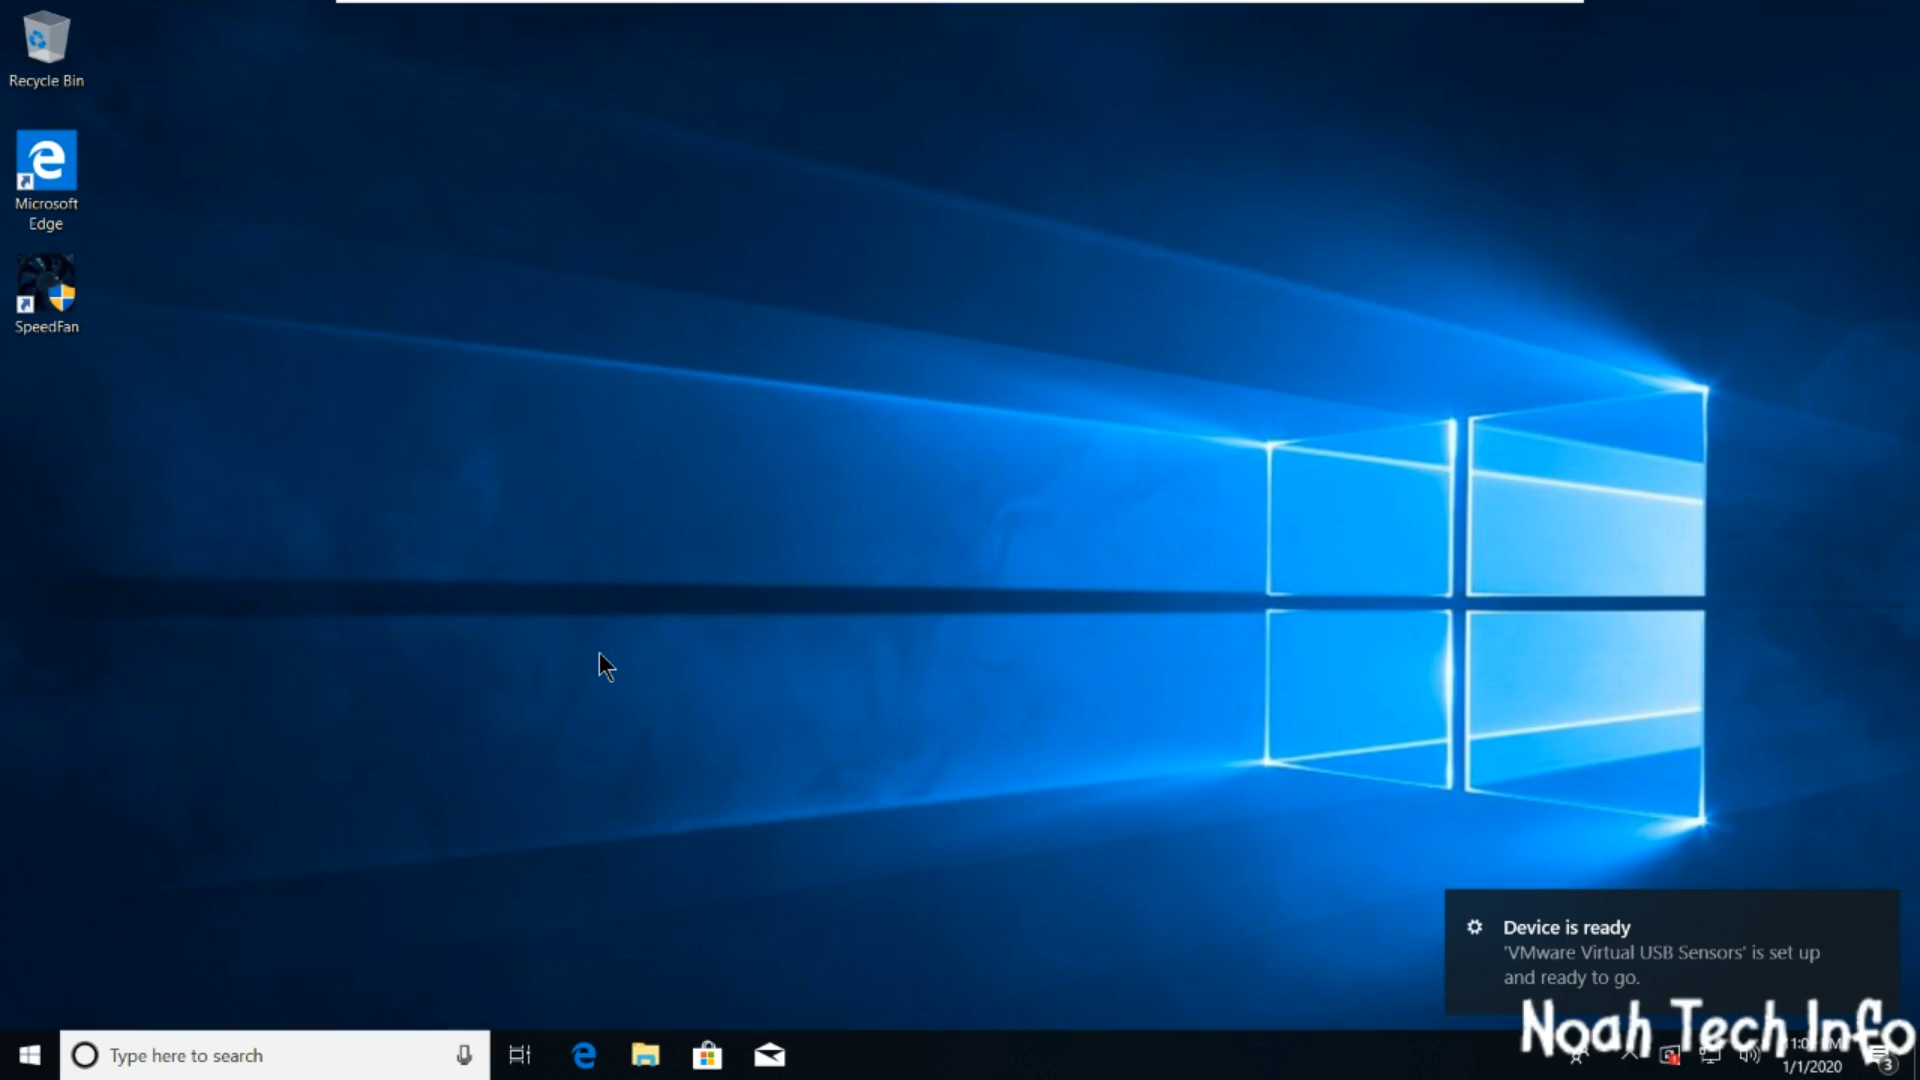 Recycle Bin
Microsoft
Edge
SpeedFan
Device is ready
'VMware Virtual USB Sensors' is set up
and ready to go.
Noah Tech Info
Type here to search
1/1/2020
3